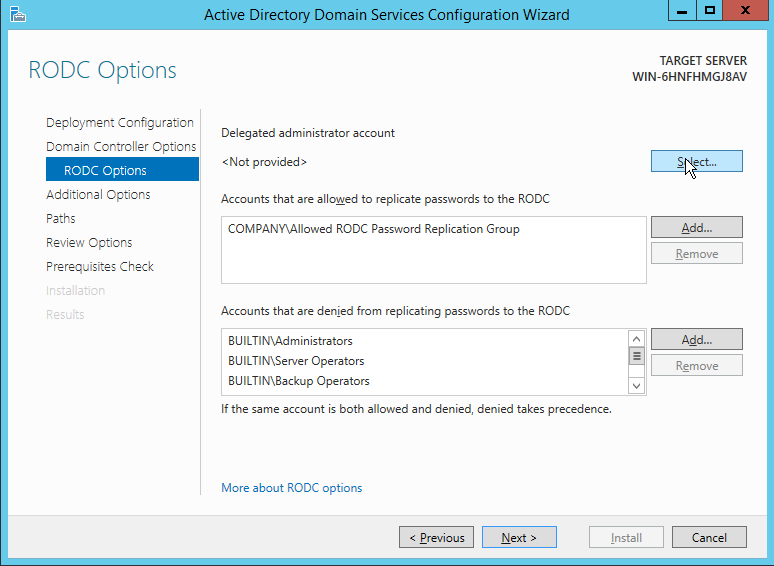 Active Directory Domain Services Configuration Wizard
RODC Options
TARGET SERVER
WIN-6HNFHMGJ8AV
Deployment Configuration
Domain Controller Options
RODC Options
Additional Options
Paths
Review Options
Prerequisites Check
Installation
Results
Delegated administrator account
<Not provided>
Select...
Accounts that are allowed to replicate passwords to the RODC
COMPANY\Allowed RODC Password Replication Group
Add...
Remove
Accounts that are denied from replicating passwords to the RODC
BUILTIN\Administrators
BUILTIN\Server Operators
BUILTIN\Backup Operators
Add...
Remove
If the same account is both allowed and denied, denied takes precedence.
More about RODC options
< Previous
Next >
Install
Cancel